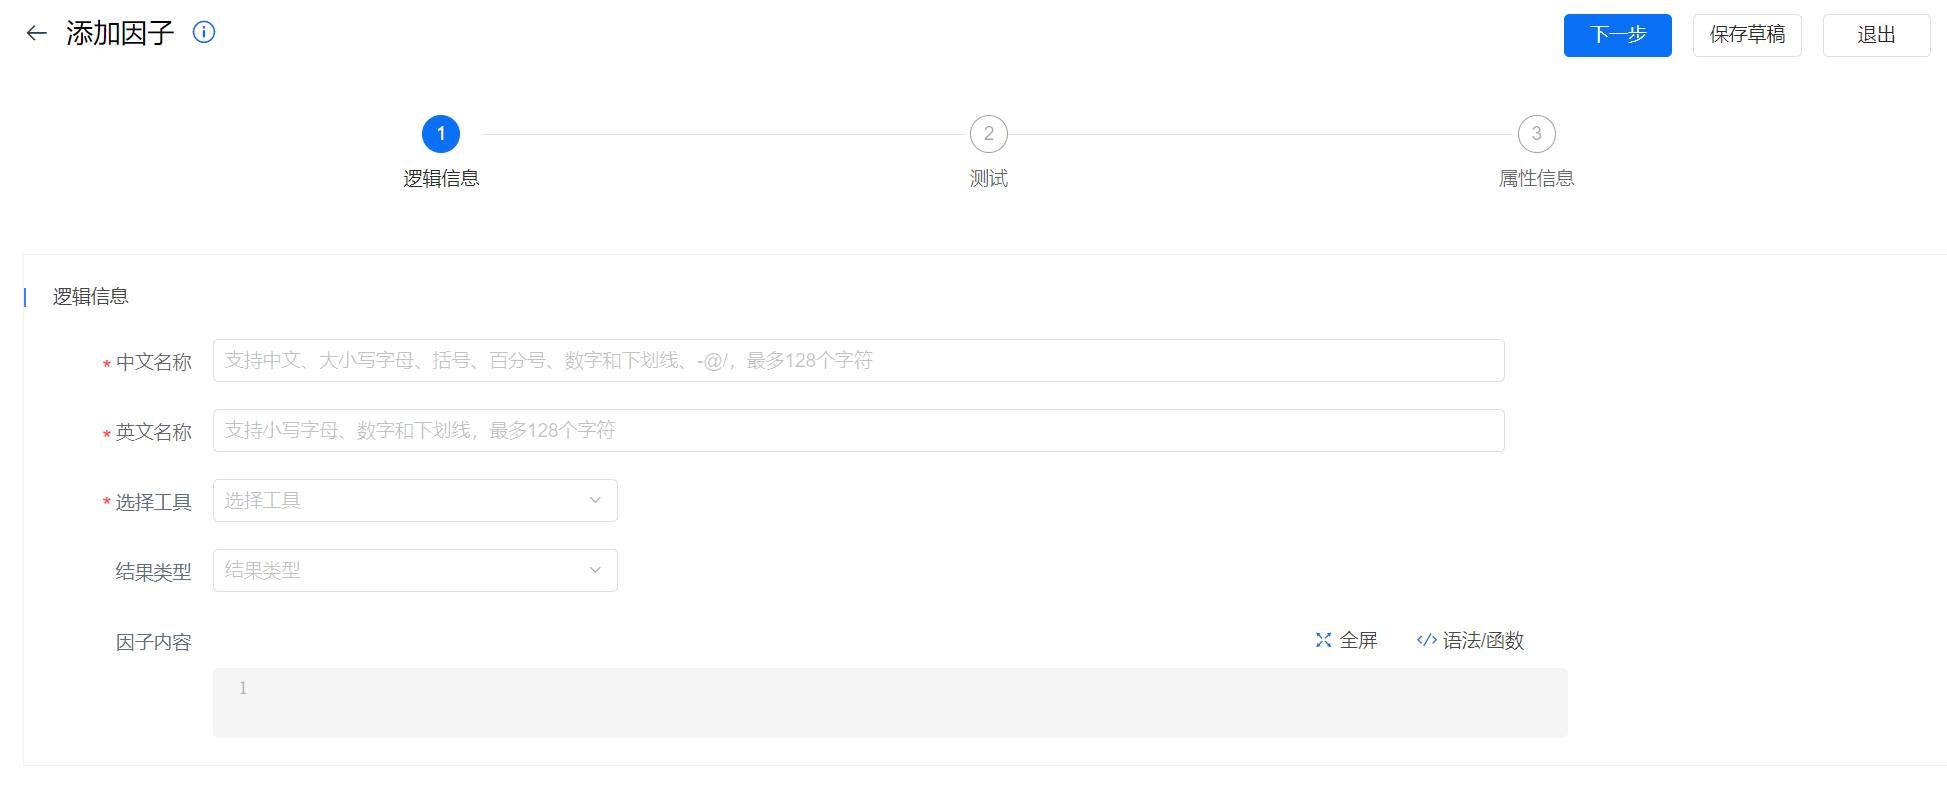 添加因子
下一步
保存草稿
退出
1
2
3
逻辑信息
测试
属性信息
逻辑信息
* 中文名称
支持中文、大小写字母、括号、百分号、数字和下划线、-@/，最多128个字符
* 英文名称
支持小写字母、数字和下划线，最多128个字符
* 选择工具
选择工具
结果类型
结果类型
因子内容
全屏
</> 语法/函数
1